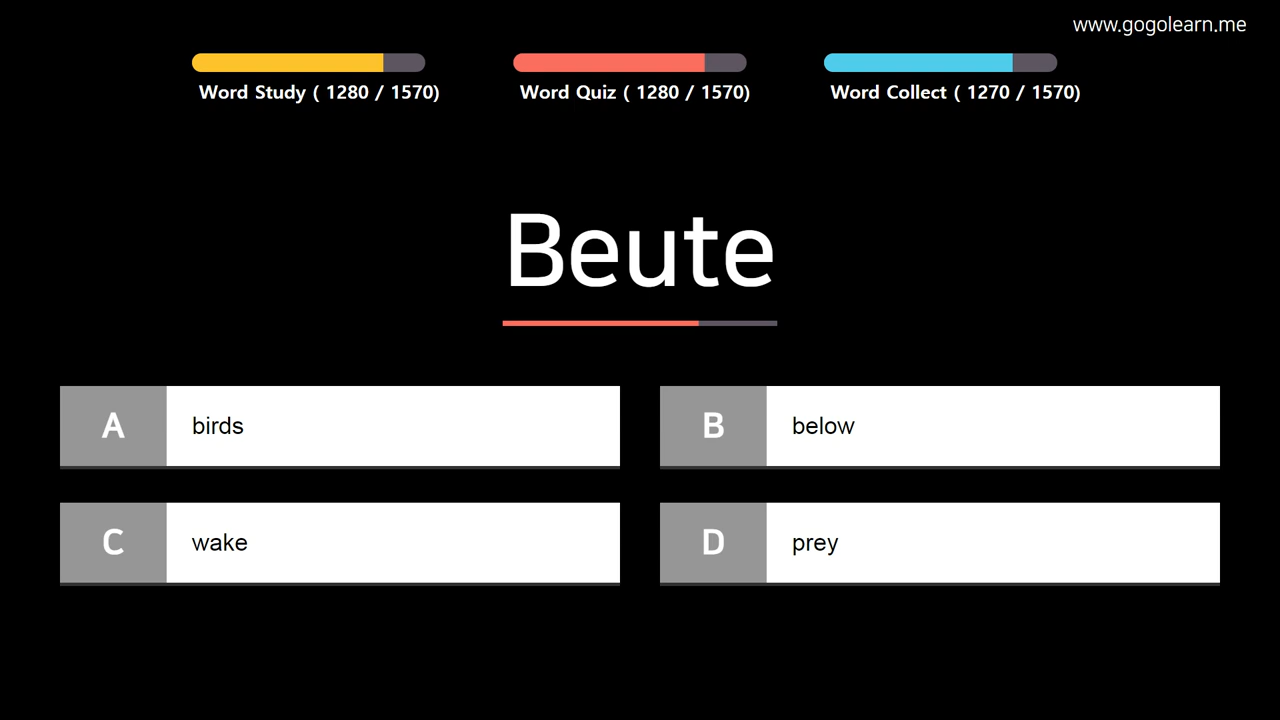 www.gogolearn.me
Word Study ( 1280 / 1570)
Word Quiz ( 1280 / 1570)
Word Collect ( 1270 / 1570)
Beute
A birds
B below
C wake
D prey